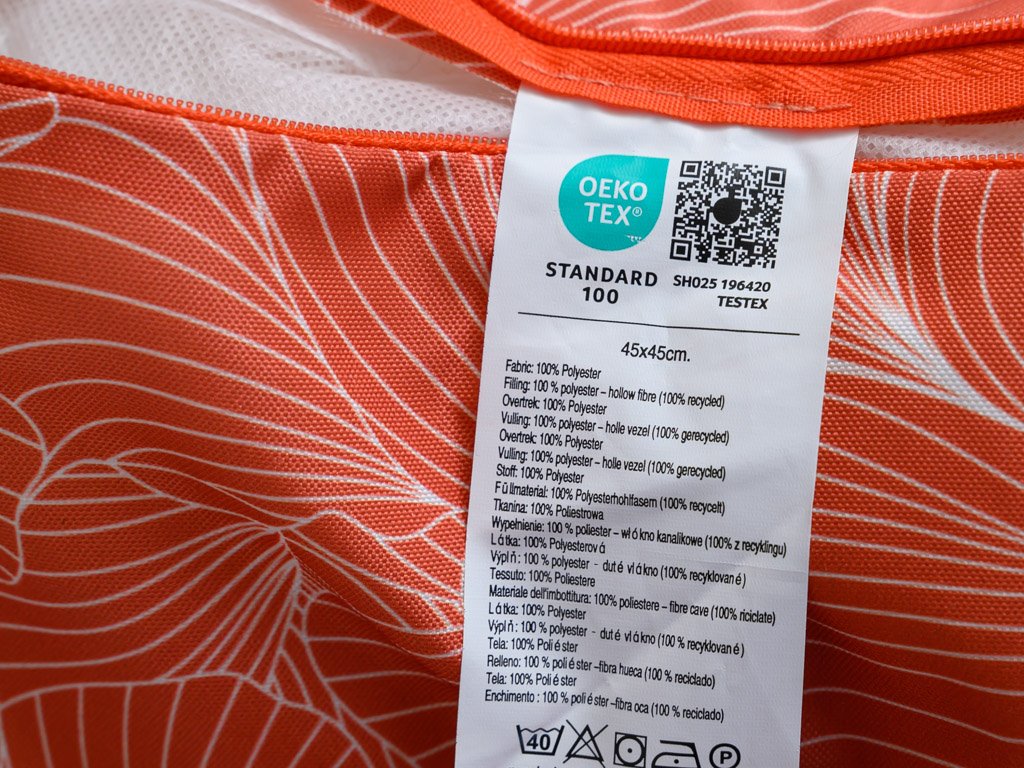 OEKO
TEX®
STANDARD
100
SH025 196420
TESTEX
45x45cm.
Fabric: 100% Polyester
Filling: 100 % polyester – hollow fibre (100% recycled)
Overtrek: 100% Polyester
Vulling: 100% polyester – holle vezel (100% gerecycled)
Overtrek: 100% Polyester
Vulling: 100% polyester – holle vezel (100% gerecycled)
Stoff: 100% Polyester
Füllmaterial: 100% Polyesterhohlfasern (100% recycelt)
Tkanina: 100% Poliestrowa
Wypełnienie: 100 % poliester – włókno kanalikowe (100% z recyklingu)
Látka: 100% Polyesterová
Výplň: 100 % polyester - duté vlákno (100% recyklované)
Tessuto: 100% Poliestere
Materiale dell'imbottitura: 100% poliestere – fibre cave (100% riciclate)
Látka: 100% Polyester
Výplň: 100 % polyester - duté vlákno (100 % recyklované)
Tela: 100% Poliéster
Relleno: 100 % poliéster –fibra hueca (100 % reciclado)
Tela: 100% Poliéster
Enchimento : 100 % poliéster –fibra oca (100 % reciclado)
40 P